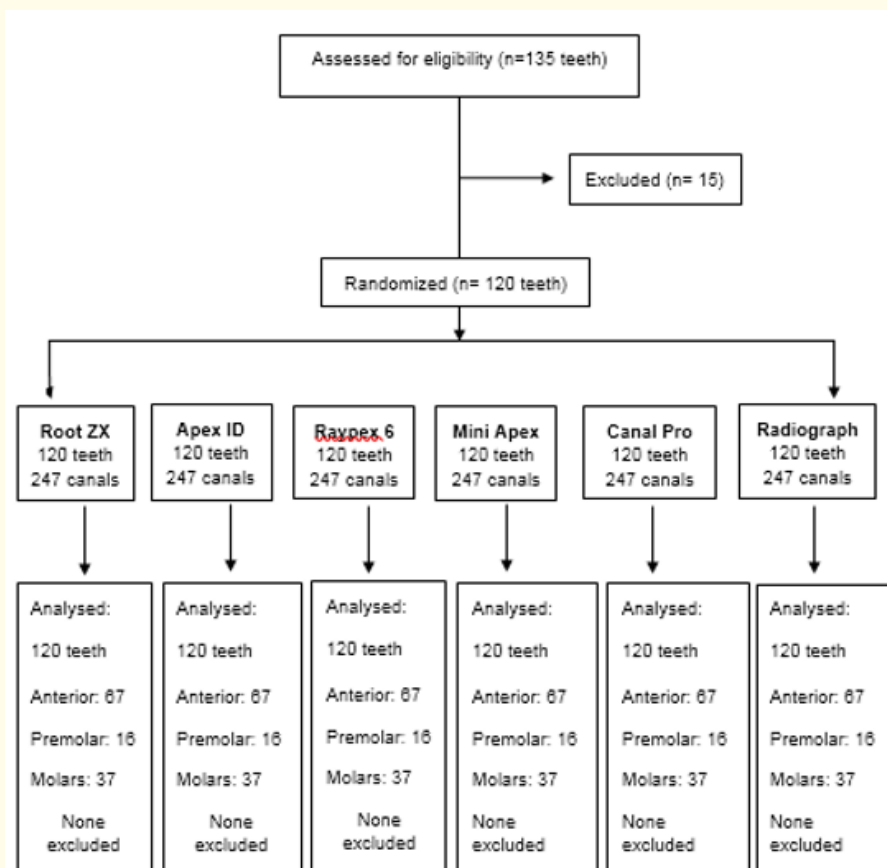 Assessed for eligibility (n=135 teeth)
Excluded (n= 15)
Randomized (n= 120 teeth)
Root ZX
120 teeth
247 canals
Apex ID
120 teeth
247 canals
Raypex 6
120 teeth
247 canals
Mini Apex
120 teeth
247 canals
Canal Pro
120 teeth
247 canals
Radiograph
120 teeth
247 canals
Analysed:
120 teeth
Anterior: 67
Premolar: 16
Molars: 37
None
excluded
Analysed:
120 teeth
Anterior: 67
Premolar: 16
Molars: 37
None
excluded
Analysed:
120 teeth
Anterior: 67
Premolar: 16
Molars: 37
None
excluded
Analysed:
120 teeth
Anterior: 67
Premolar: 16
Molars: 37
None
excluded
Analysed:
120 teeth
Anterior: 67
Premolar: 16
Molars: 37
None
excluded
Analysed:
120 teeth
Anterior: 67
Premolar: 16
Molars: 37
None
excluded